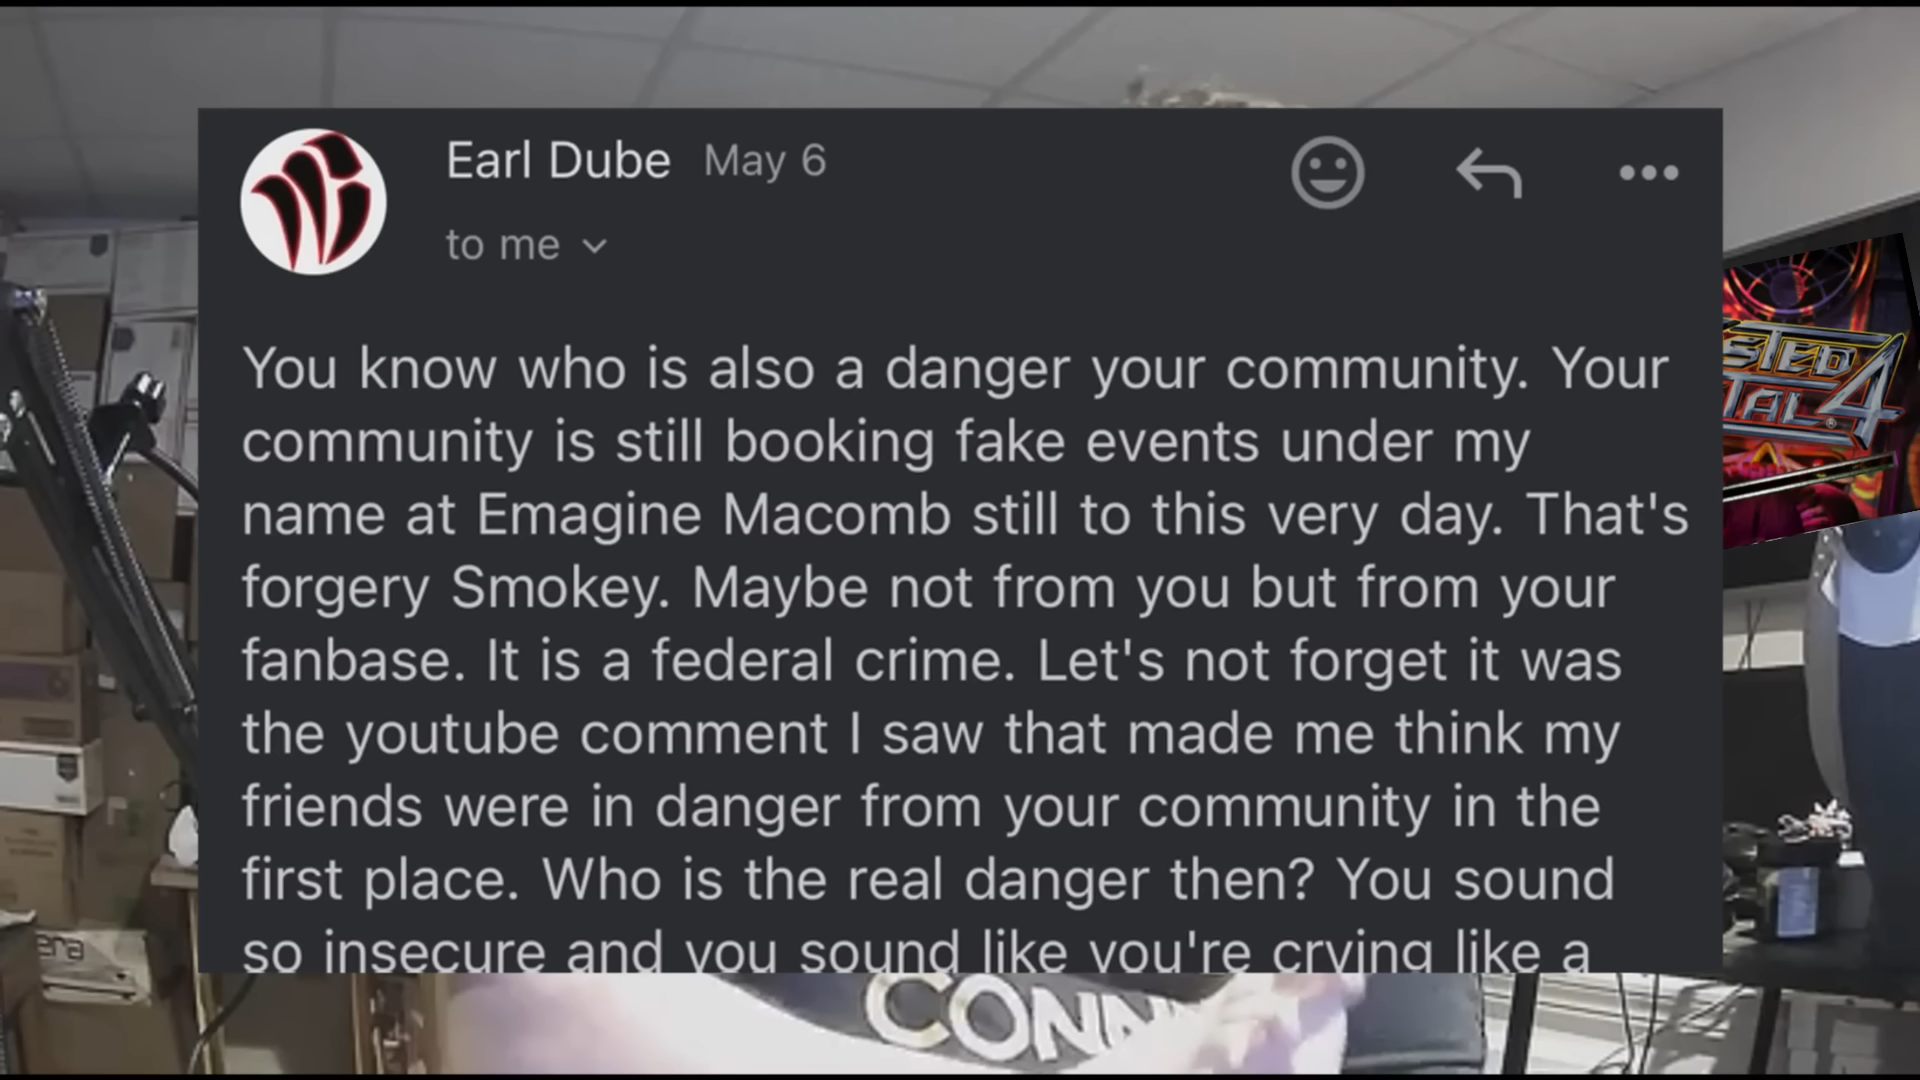 Earl Dube May 6
to me
You know who is also a danger your community. Your
community is still booking fake events under my
name at Emagine Macomb still to this very day. That's
forgery Smokey. Maybe not from you but from your
fanbase. It is a federal crime. Let's not forget it was
the youtube comment I saw that made me think my
friends were in danger from your community in the
first place. Who is the real danger then? You sound
so insecure and you sound like you're crying like a
STED
TAL 4
CONN